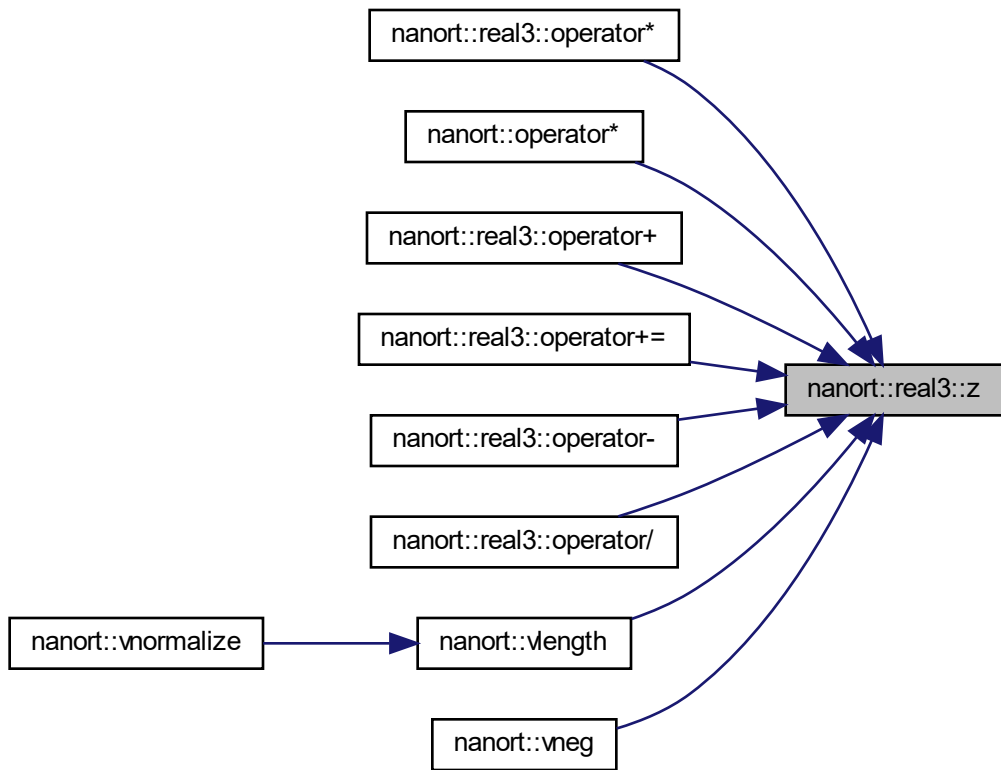 nanort::real3::operator*
nanort::operator*
nanort::real3::operator+
nanort::real3::operator+=
nanort::real3::z
nanort::real3::operator-
nanort::real3::operator/
nanort::vnormalize
nanort::vlength
nanort::vneg